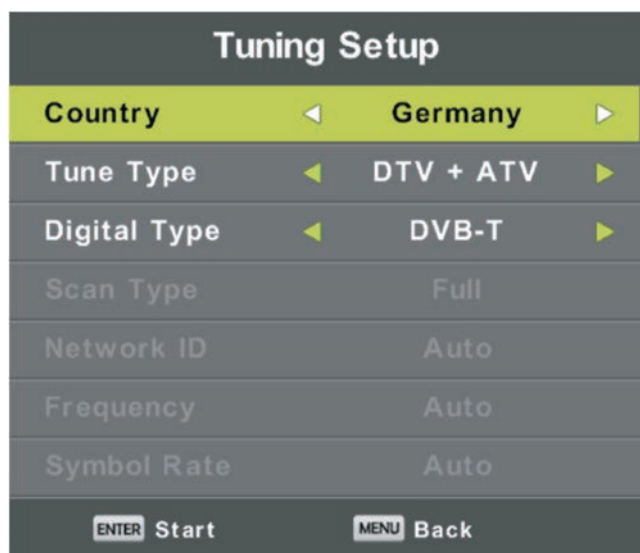 Tuning Setup
Country Germany
Tune Type DTV + ATV
Digital Type DVB-T
Scan Type Full
Network ID Auto
Frequency Auto
Symbol Rate Auto
ENTER Start MENU Back